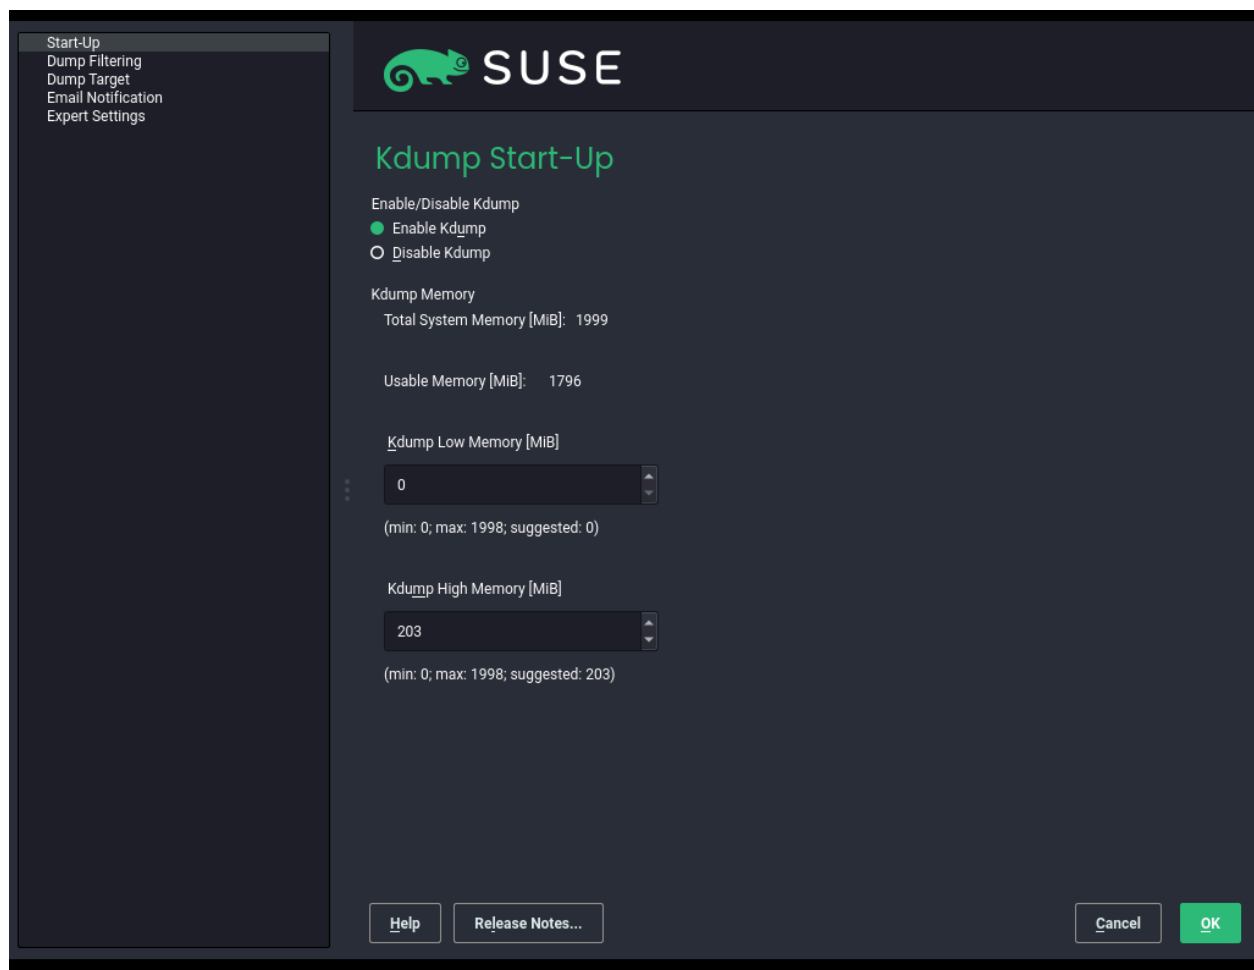 Start-Up
Dump Filtering
Dump Target
Email Notification
Expert Settings
SUSE
Kdump Start-Up
Enable/Disable Kdump
Enable Kdump
Disable Kdump
Kdump Memory
Total System Memory [MiB]: 1999
Usable Memory [MiB]: 1796
Kdump Low Memory [MiB]
0
(min: 0; max: 1998; suggested: 0)
Kdump High Memory [MiB]
203
(min: 0; max: 1998; suggested: 203)
Help Release Notes... Cancel OK